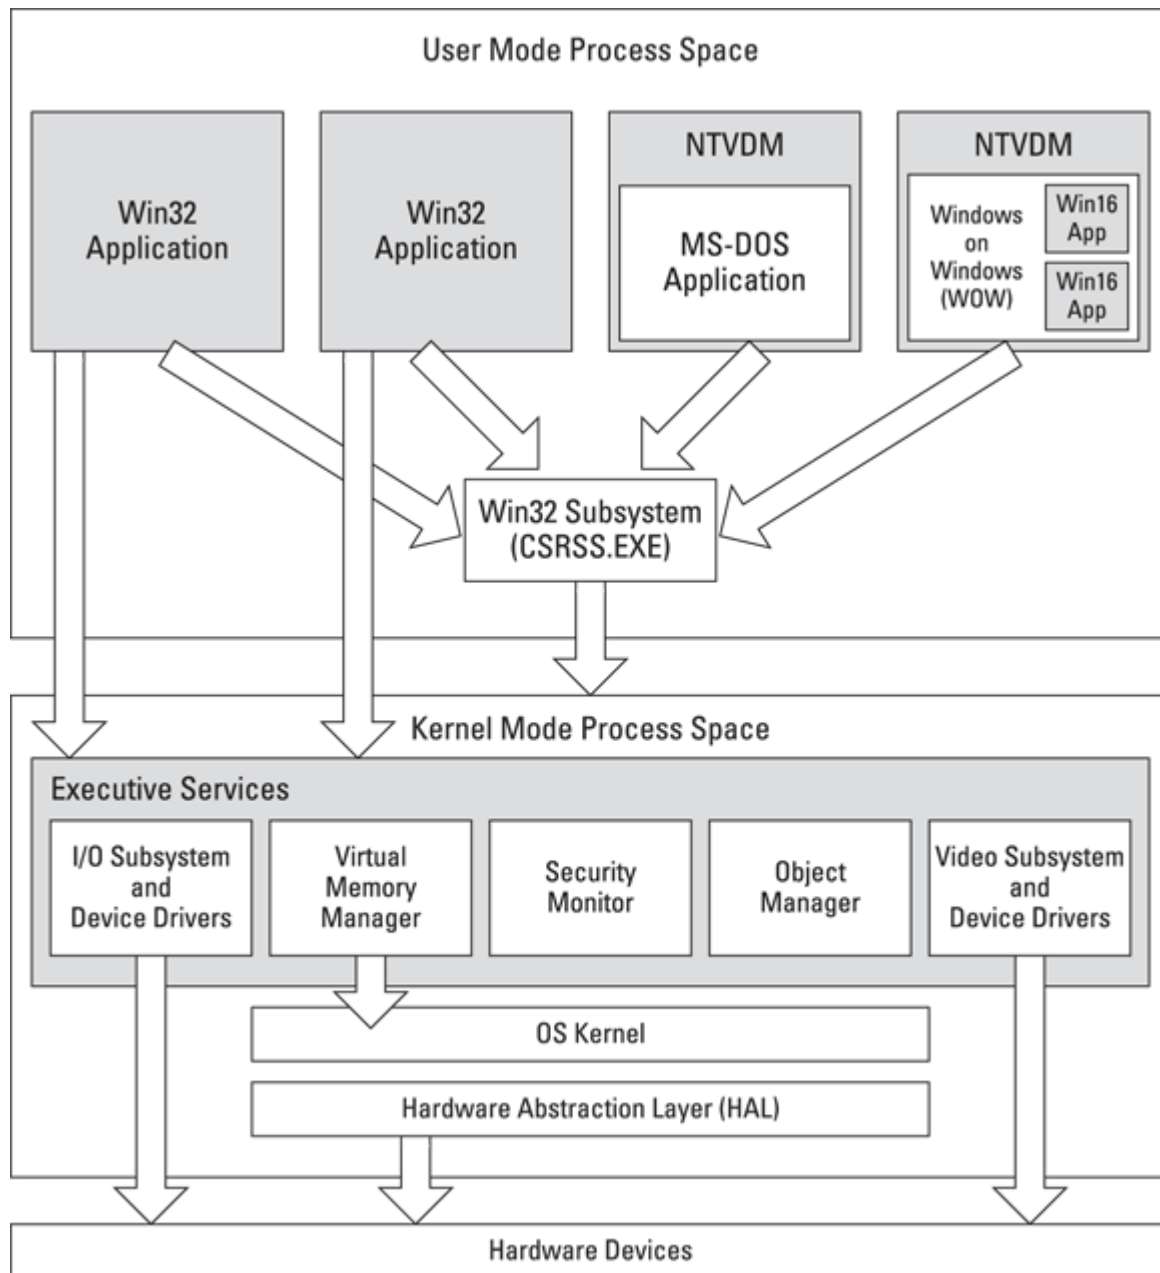 User Mode Process Space
Win32
Application
Win32
Application
NTVDM
MS-DOS
Application
NTVDM
Windows
on
Windows
(WOW)
Win16
App
Win16
App
Win32 Subsystem
(CSRSS.EXE)
Kernel Mode Process Space
Executive Services
I/O Subsystem
and
Device Drivers
Virtual
Memory
Manager
Security
Monitor
Object
Manager
Video Subsystem
and
Device Drivers
OS Kernel
Hardware Abstraction Layer (HAL)
Hardware Devices